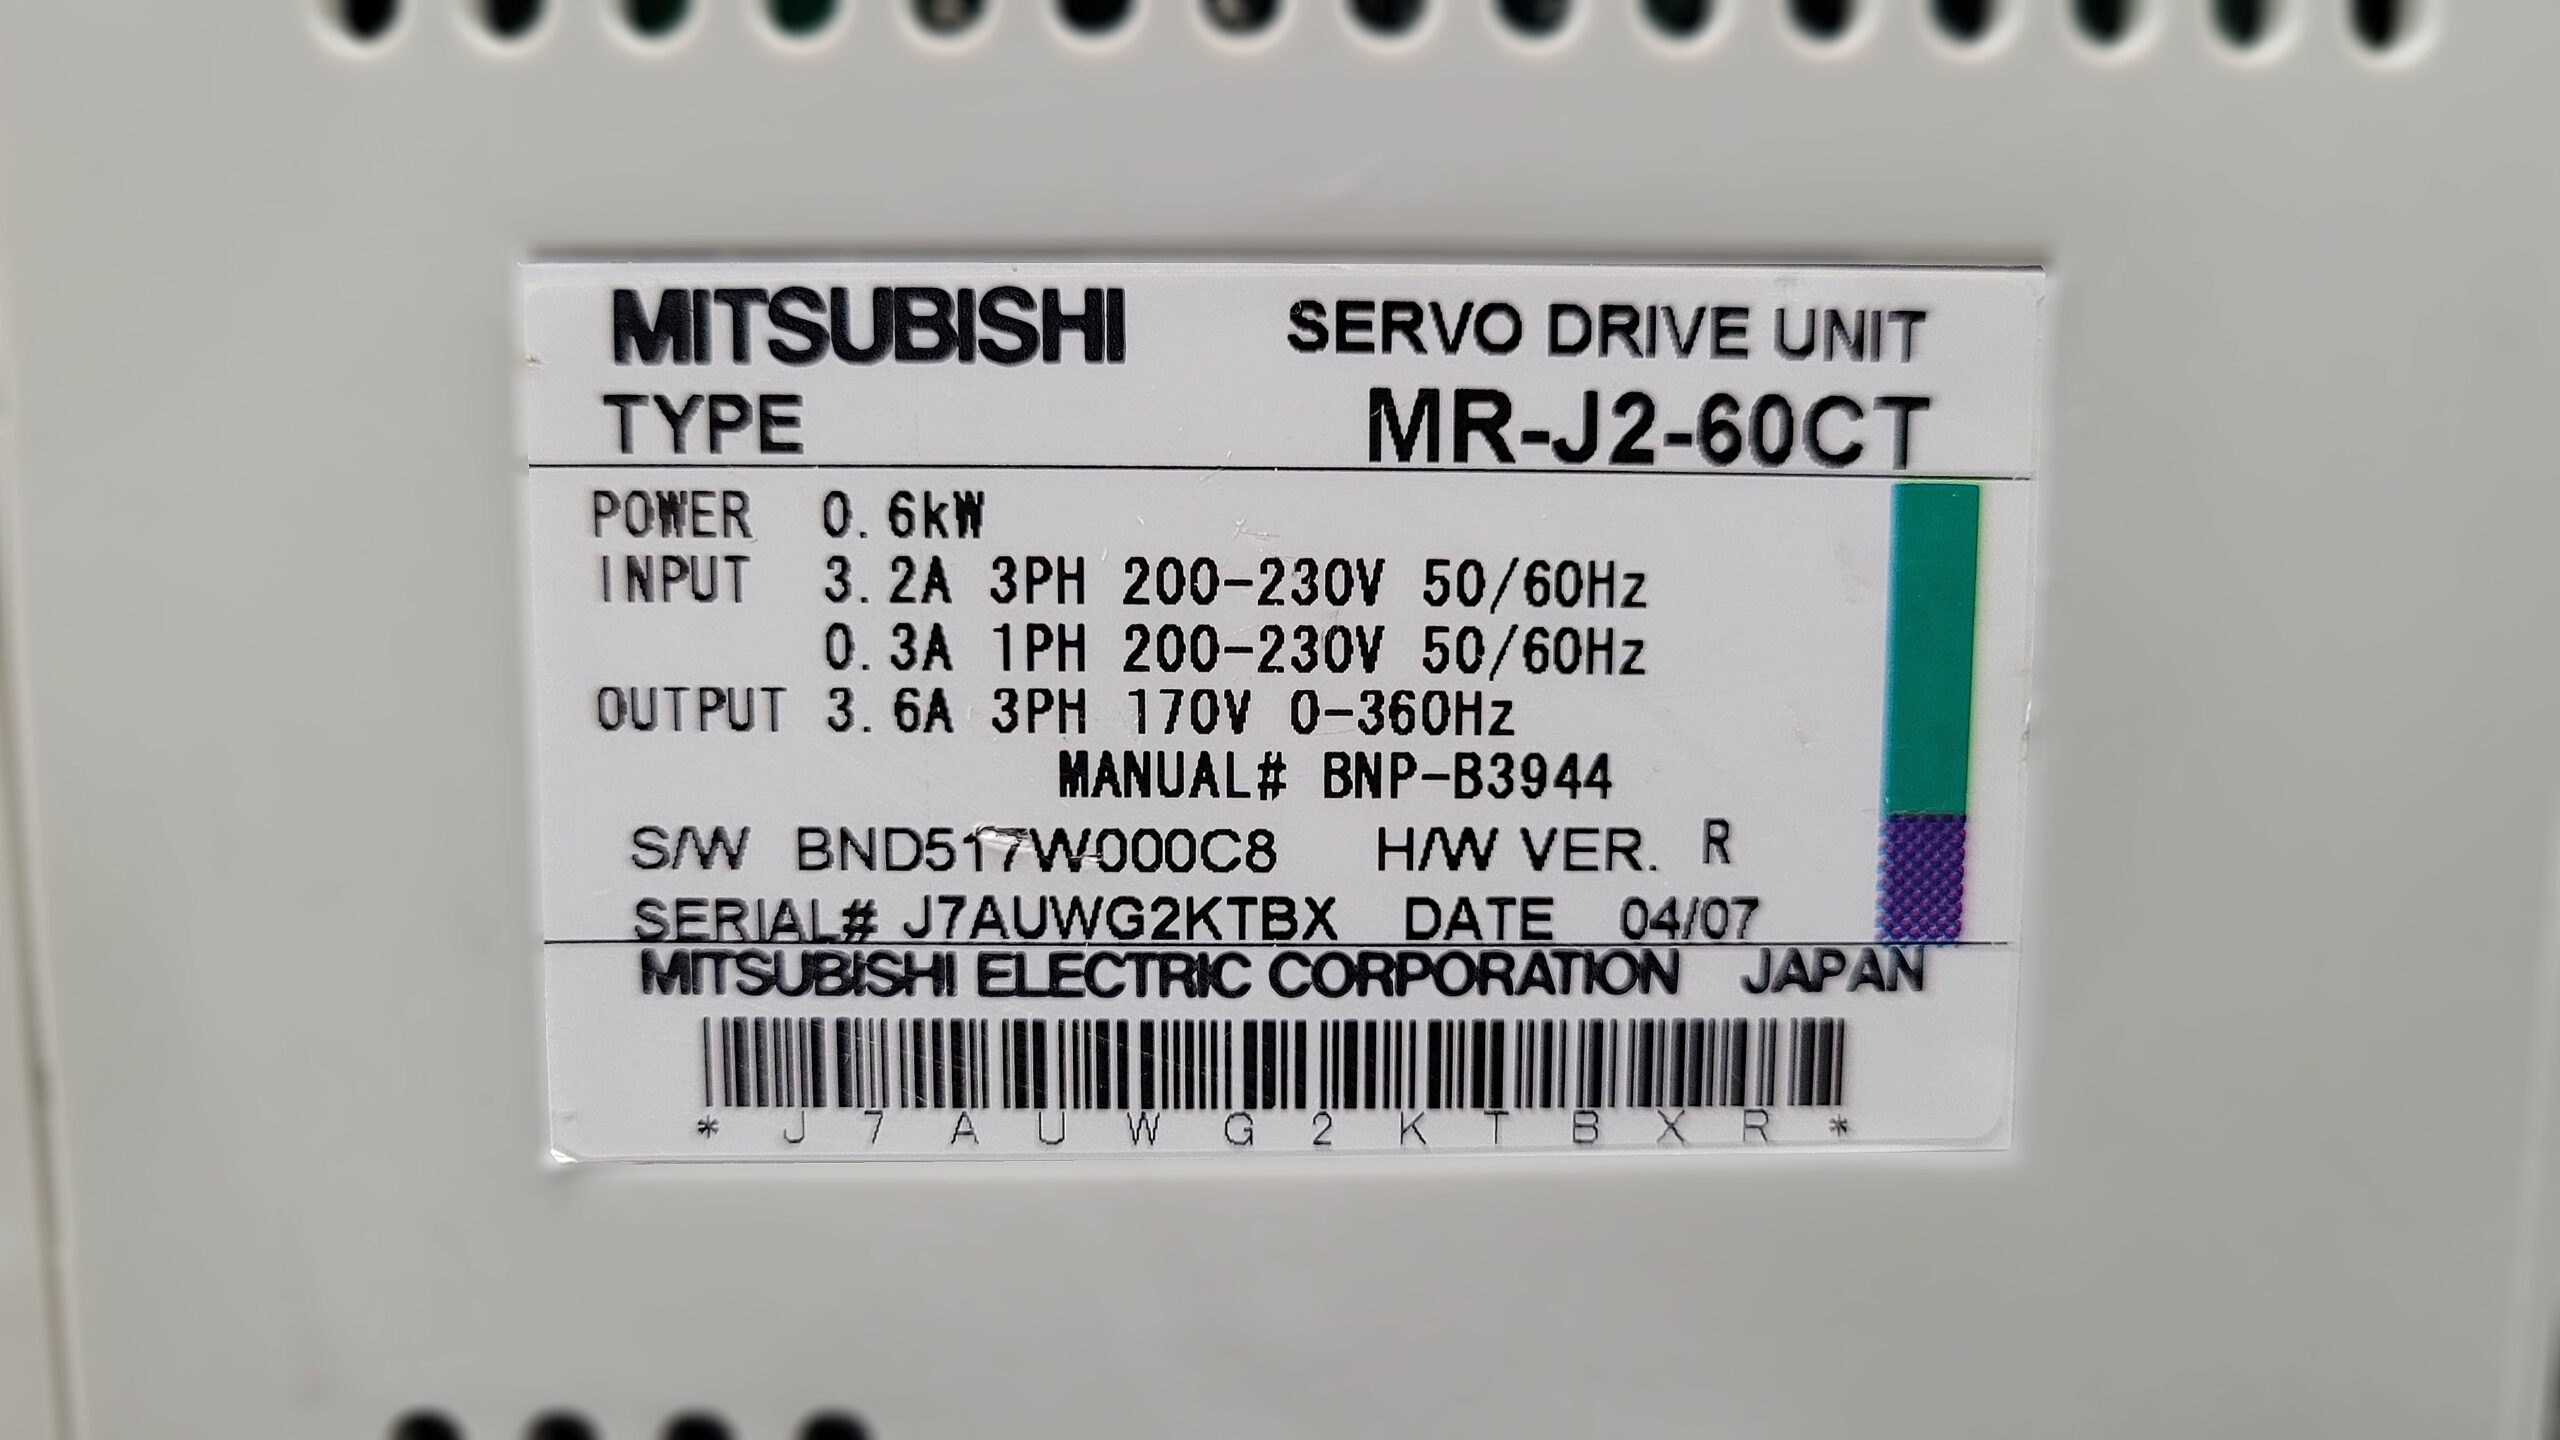 MITSUBISHI SERVO DRIVE UNIT
TYPE MR-J2-60CT
POWER 0.6kW
INPUT 3.2A 3PH 200-230V 50/60Hz
0.3A 1PH 200-230V 50/60Hz
OUTPUT 3.6A 3PH 170V 0-360Hz
MANUAL# BNP-B3944
S/W BND517W000C8 H/W VER. R
SERIAL# J7AUWG2KTBX DATE 04/07
MITSUBISHI ELECTRIC CORPORATION JAPAN
*J7AUWG2KTBXR*